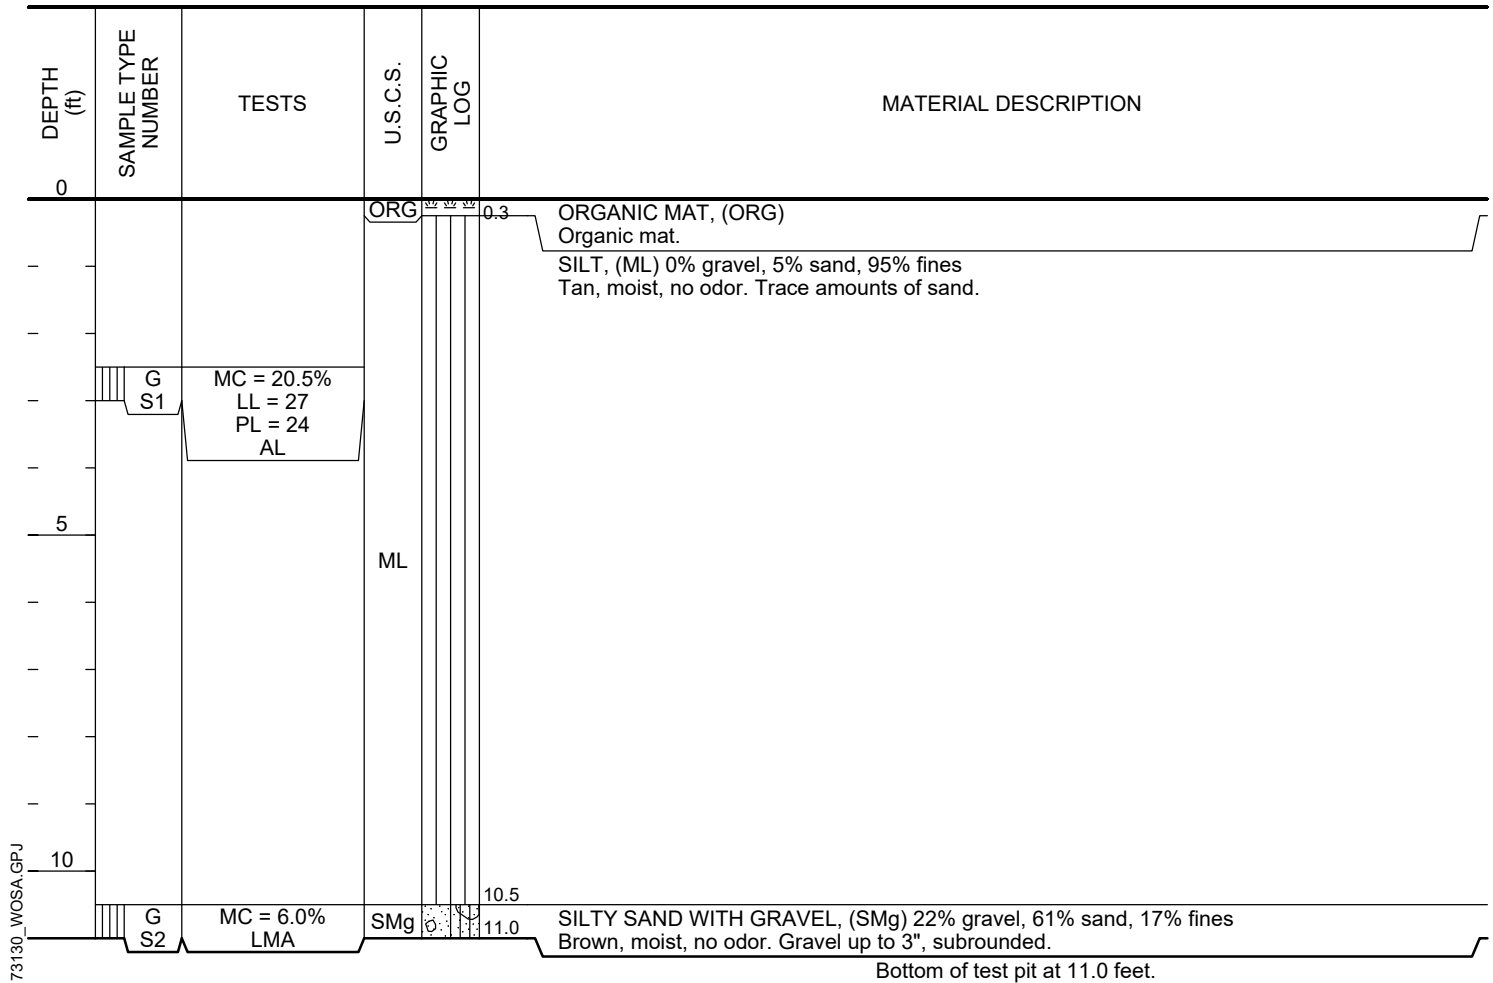 DEPTH
(ft)
SAMPLE TYPE
NUMBER
TESTS
U.S.C.S.
GRAPHIC
LOG
MATERIAL DESCRIPTION
0
ORG
0.3
ORGANIC MAT, (ORG)
Organic mat.
SILT, (ML) 0% gravel, 5% sand, 95% fines
Tan, moist, no odor. Trace amounts of sand.
G
S1
MC = 20.5%
LL = 27
PL = 24
AL
5
ML
10
10.5
G
S2
MC = 6.0%
LMA
SMg
11.0
SILTY SAND WITH GRAVEL, (SMg) 22% gravel, 61% sand, 17% fines
Brown, moist, no odor. Gravel up to 3", subrounded.
Bottom of test pit at 11.0 feet.
73130_WOSA.GPJ